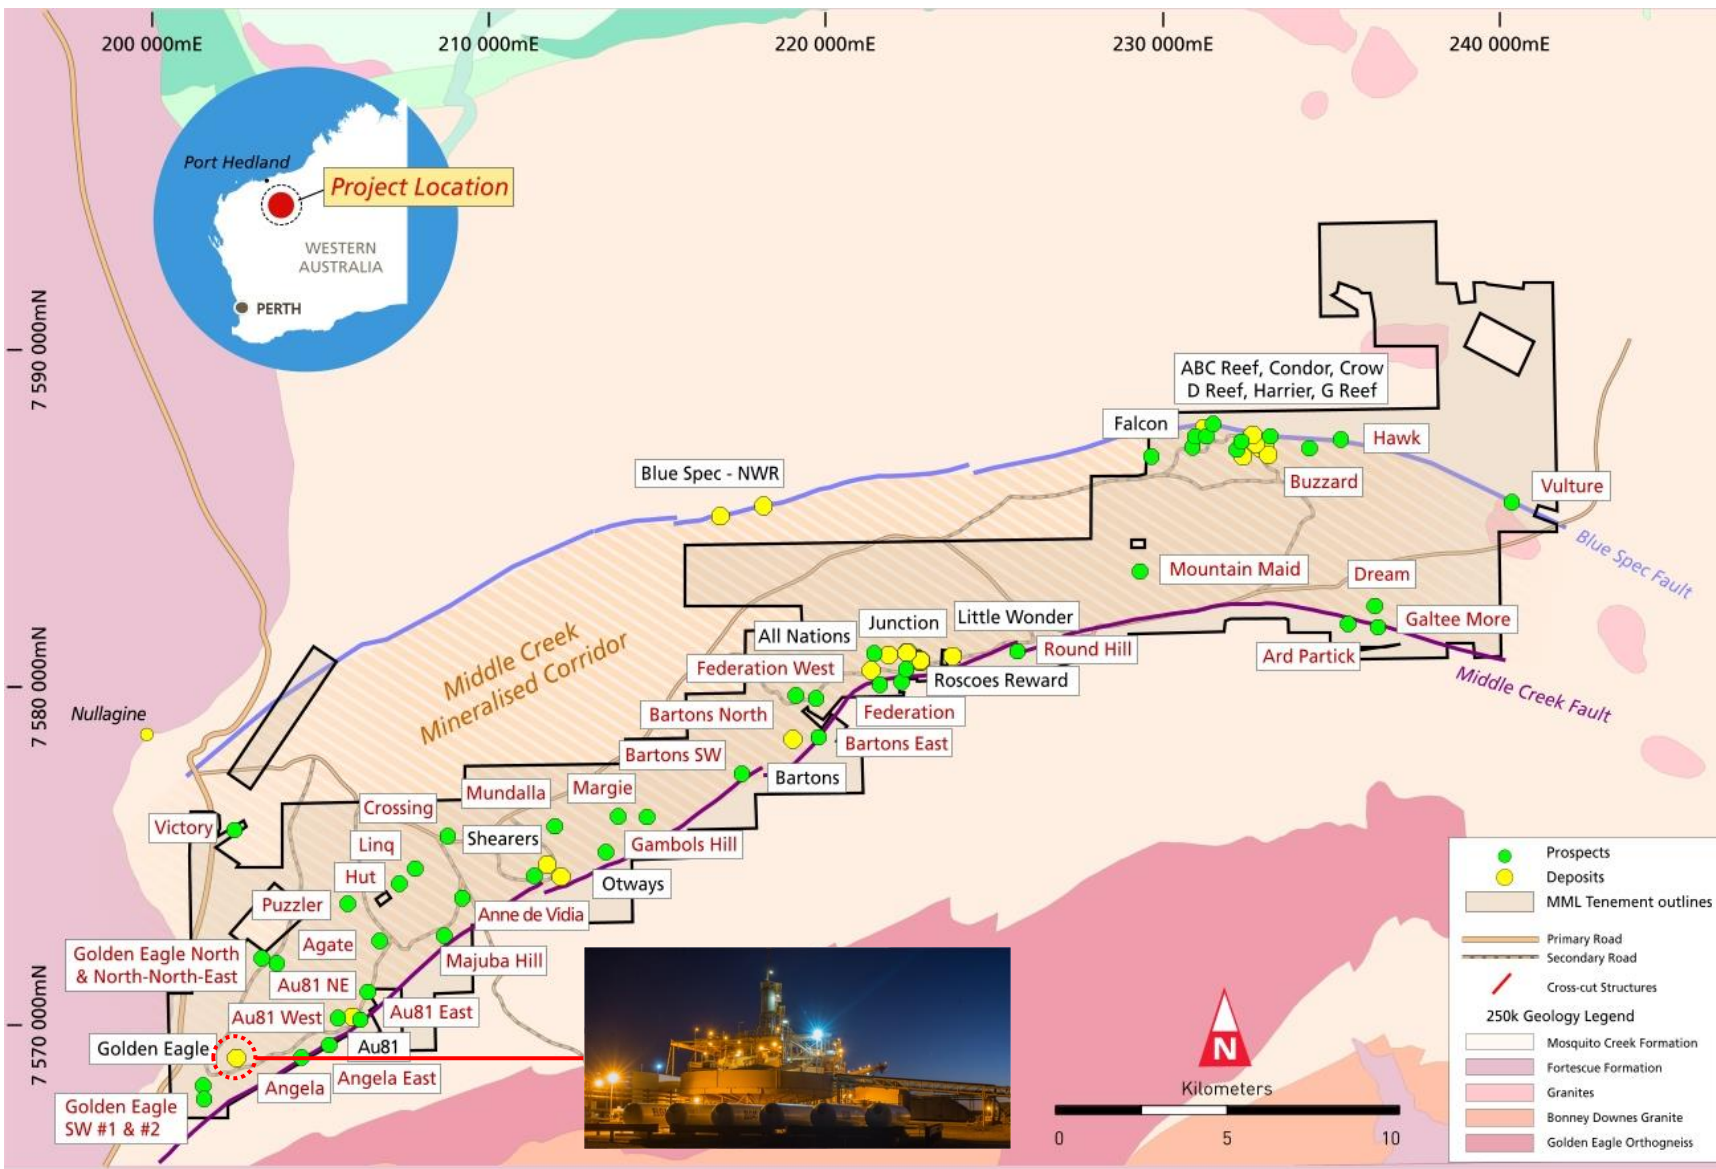 200 000mE
210 000mE
220 000mE
230 000mE
240 000mE
Port Hedland
Project Location
WESTERN
AUSTRALIA
PERTH
7 590 000mN
7 580 000mN
7 570 000mN
ABC Reef, Condor, Crow
D Reef, Harrier, G Reef
Falcon
Hawk
Blue Spec - NWR
Buzzard
Vulture
Blue Spec Fault
Mountain Maid
Dream
Galtee More
Ard Partick
Middle Creek Fault
Little Wonder
Junction
All Nations
Round Hill
Federation West
Roscoes Reward
Middle Creek
Mineralised Corridor
Nullagine
Bartons North
Federation
Bartons East
Bartons SW
Bartons
Mundalla
Margie
Crossing
Victory
Shearers
Linq
Gambols Hill
Hut
Otways
Puzzler
Anne de Vidia
Agate
Majuba Hill
Golden Eagle North
& North-North-East
Au81 NE
Au81 West
Au81 East
Golden Eagle
Au81
Angela East
Angela
Golden Eagle
SW #1 & #2
N
Kilometers
0
5
10
Prospects
Deposits
MML Tenement outlines
Primary Road
Secondary Road
Cross-cut Structures
250k Geology Legend
Mosquito Creek Formation
Fortescue Formation
Granites
Bonney Downes Granite
Golden Eagle Orthogneiss